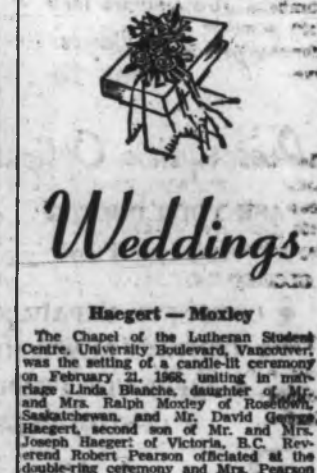 Weddings
Haegert — Moxley
The Chapel of the Lutheran Student
Centre, University Boulevard, Vancouver,
was the setting of a candle-lit ceremony
on February 21, 1968, uniting in mar-
riage Linda Blanche, daughter of Mr.
and Mrs. Ralph Moxley of Rosetown,
Saskatchewan, and Mr. David George
Haegert, second son of Mr. and Mrs.
Joseph Haegert of Victoria, B.C. Rev-
erend Robert Pearson officiated at the
double-ring ceremony and Mrs. Pearson